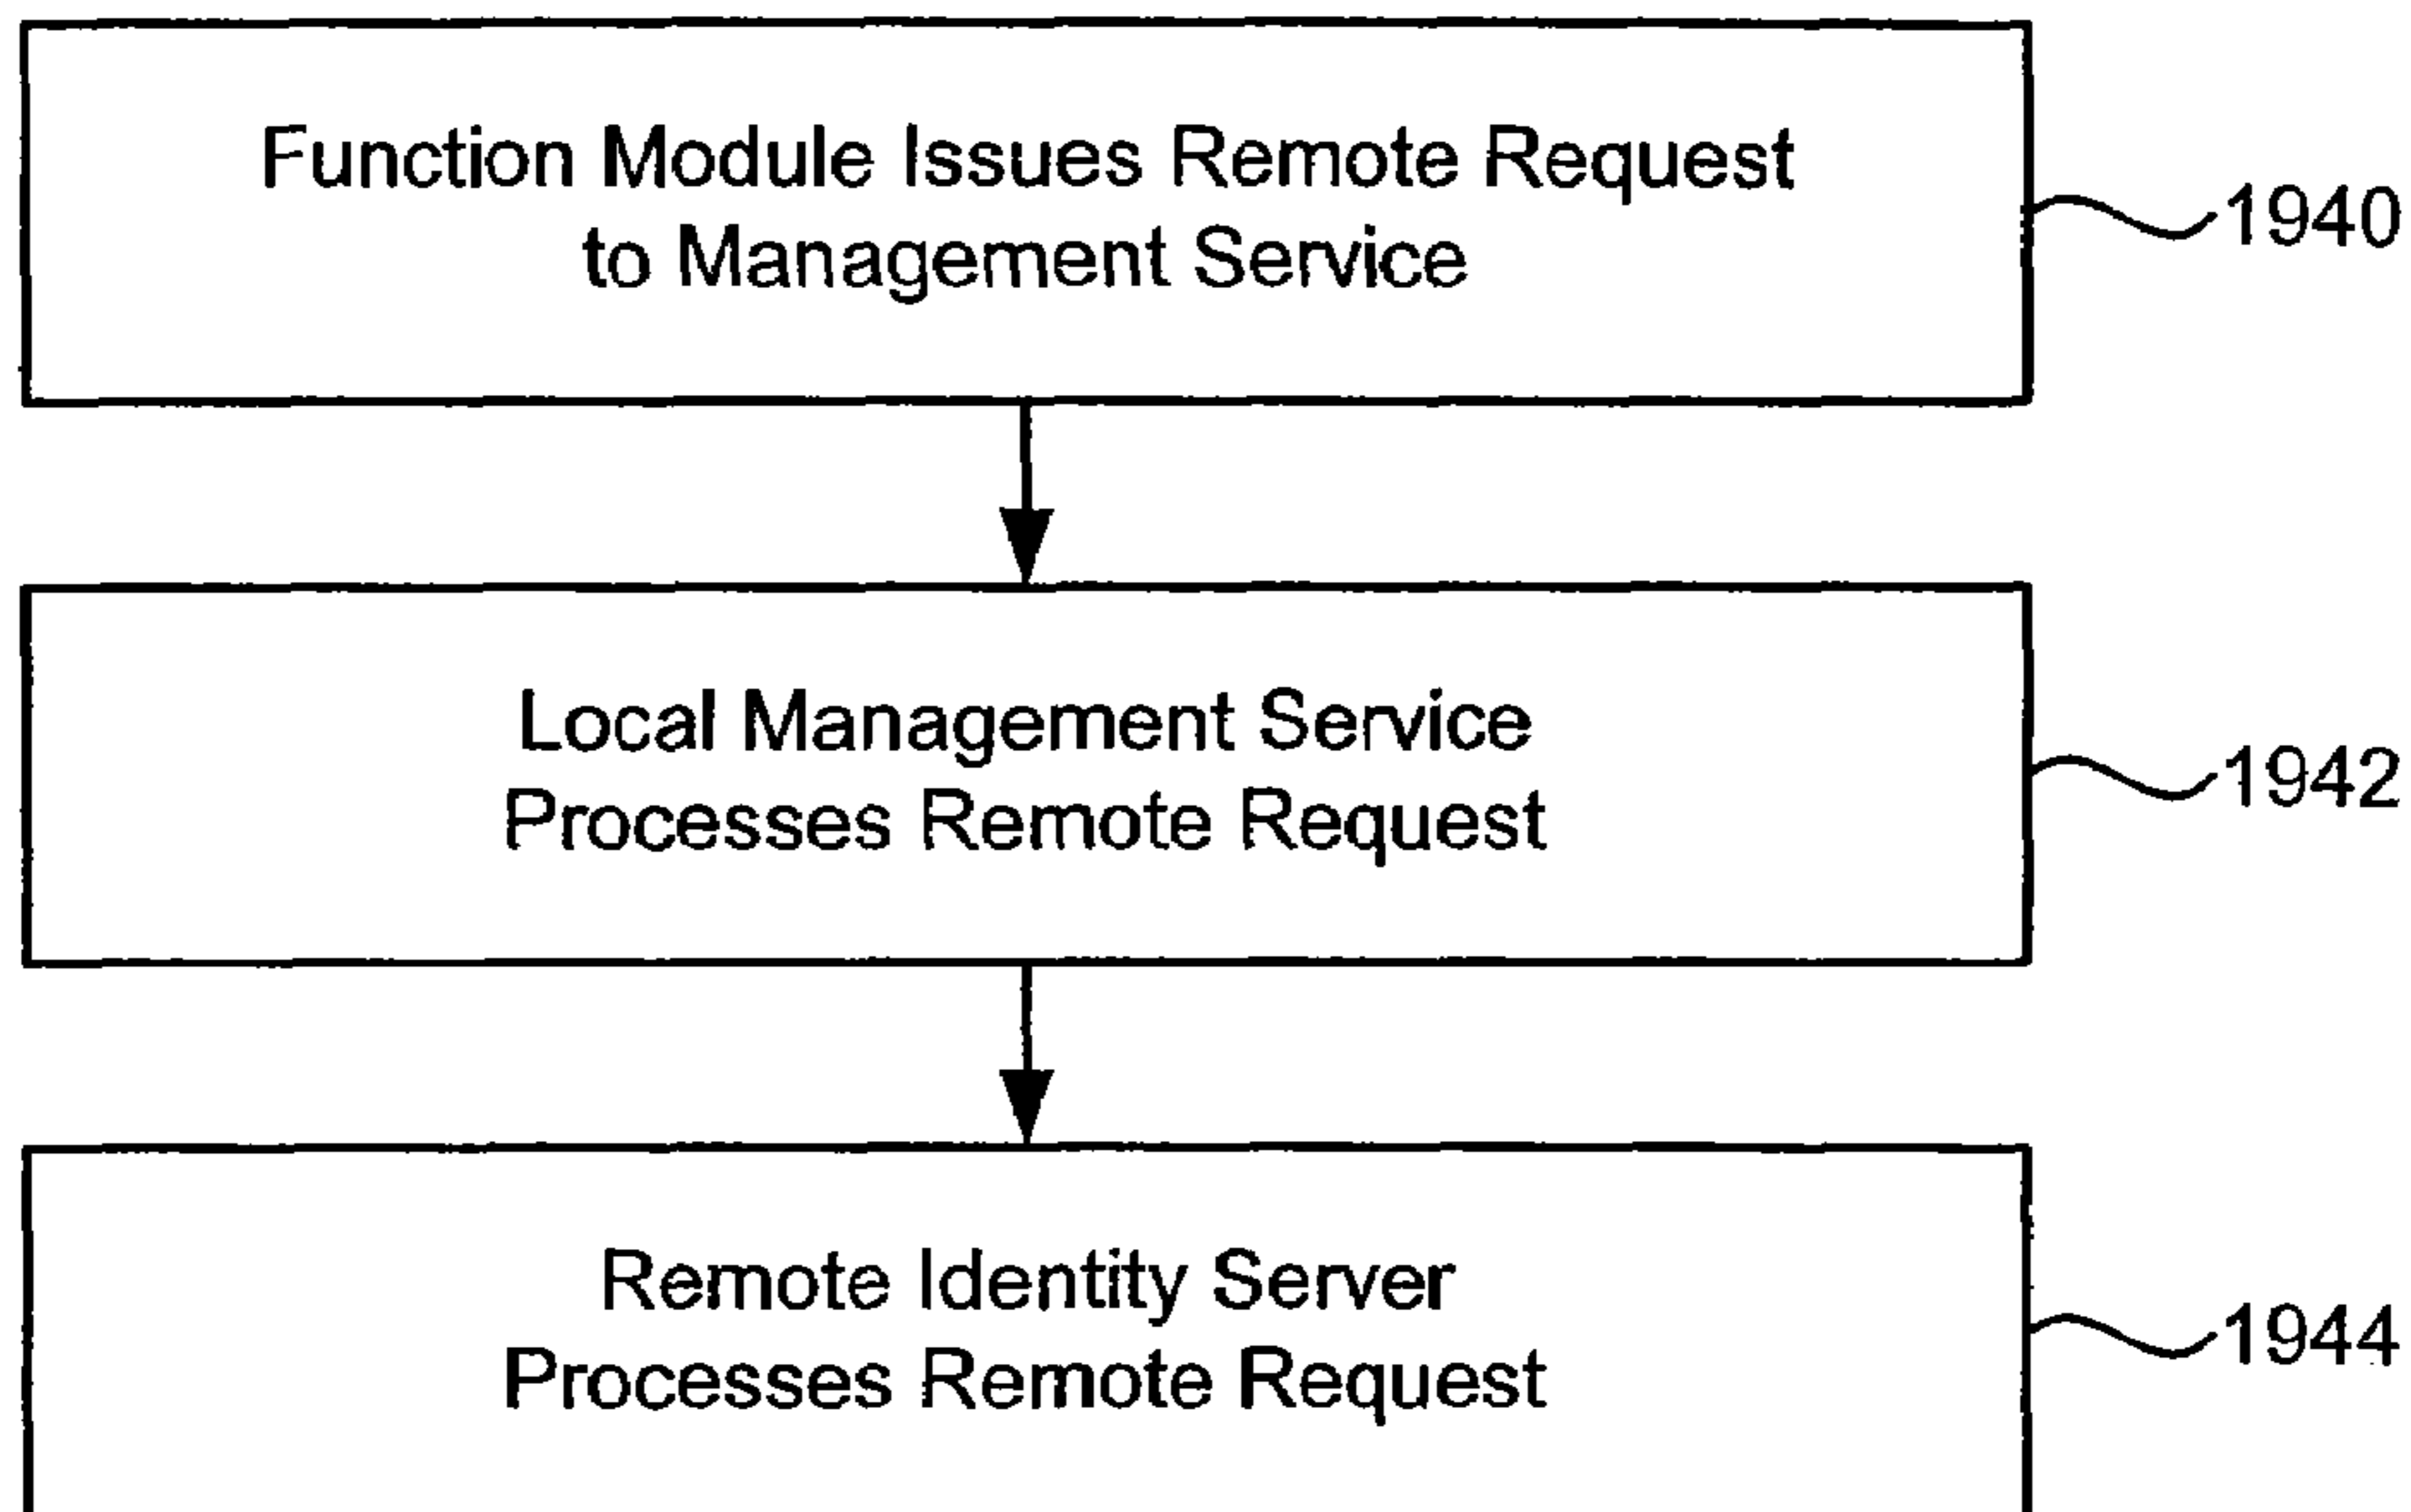 Function Module Issues Remote Request
to Management Service
1940
Local Management Service
Processes Remote Request
1942
Remote Identity Server
Processes Remote Request
1944